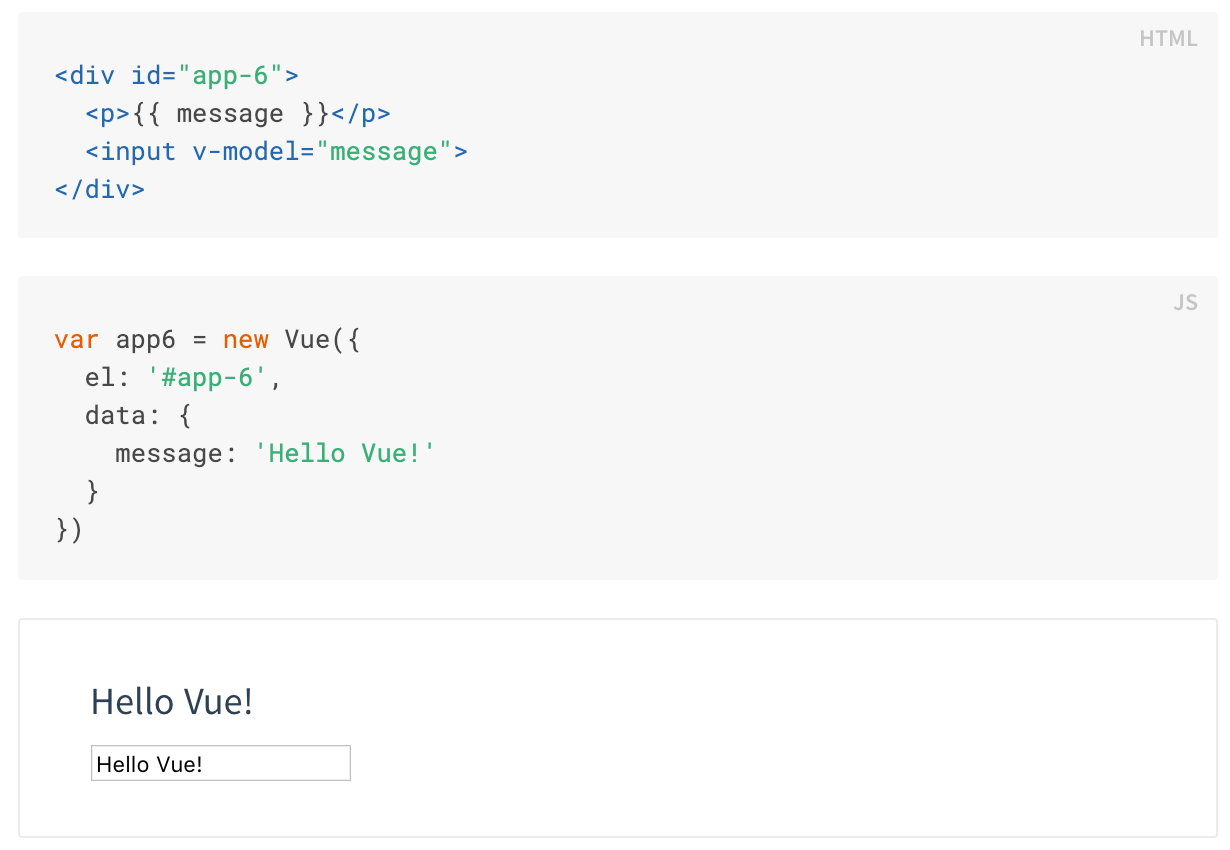 HTML
<div id="app-6">
  <p>{{ message }}</p>
  <input v-model="message">
</div>
JS
var app6 = new Vue({
  el: '#app-6',
  data: {
    message: 'Hello Vue!'
  }
})
Hello Vue!
Hello Vue!